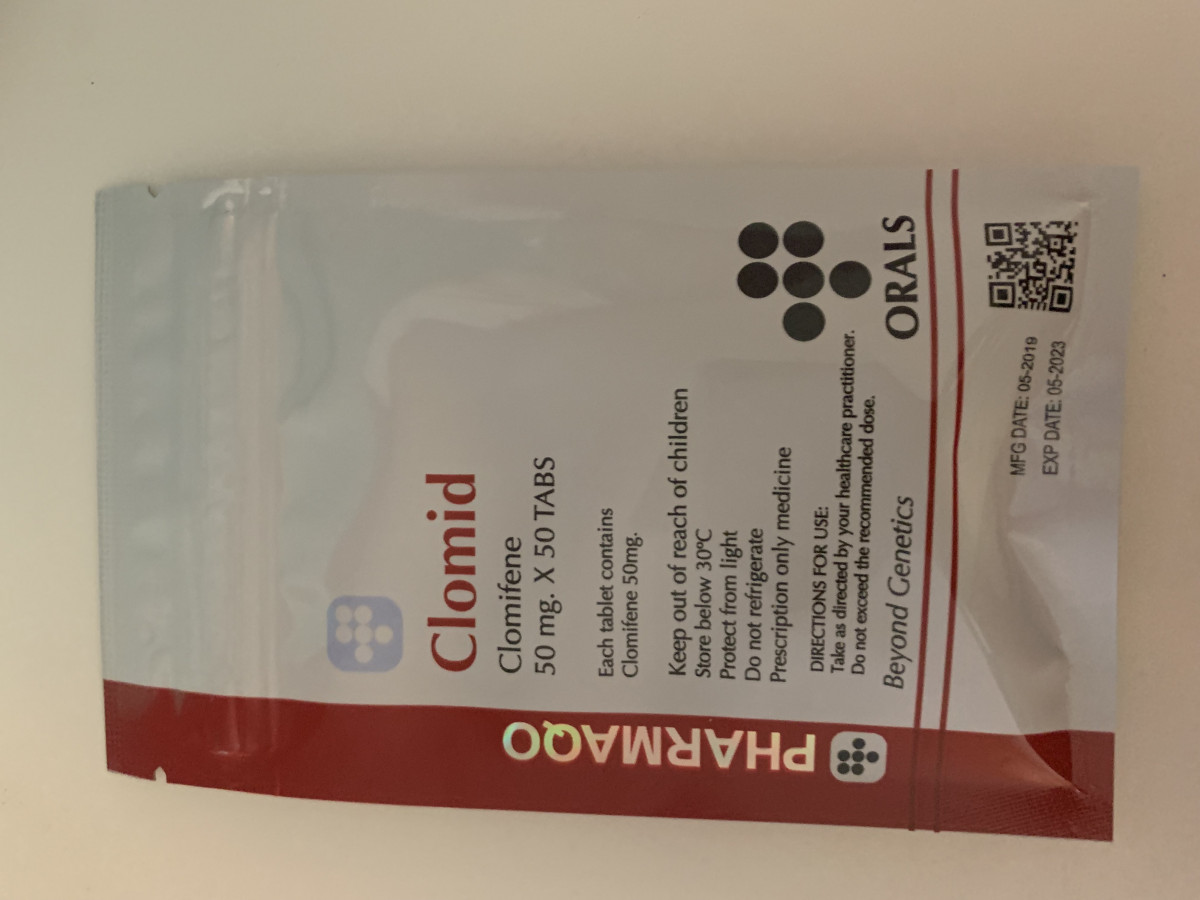 PHARMAQO
Clomid
Clomifene
50 mg. X 50 TABS
Each tablet contains
Clomifene 50mg.
Keep out of reach of children
Store below 30ºC
Protect from light
Do not refrigerate
Prescription only medicine
DIRECTIONS FOR USE:
Take as directed by your healthcare practitioner.
Do not exceed the recommended dose.
Beyond Genetics
ORALS
MFG DATE: 05-2019
EXP DATE: 05-2023